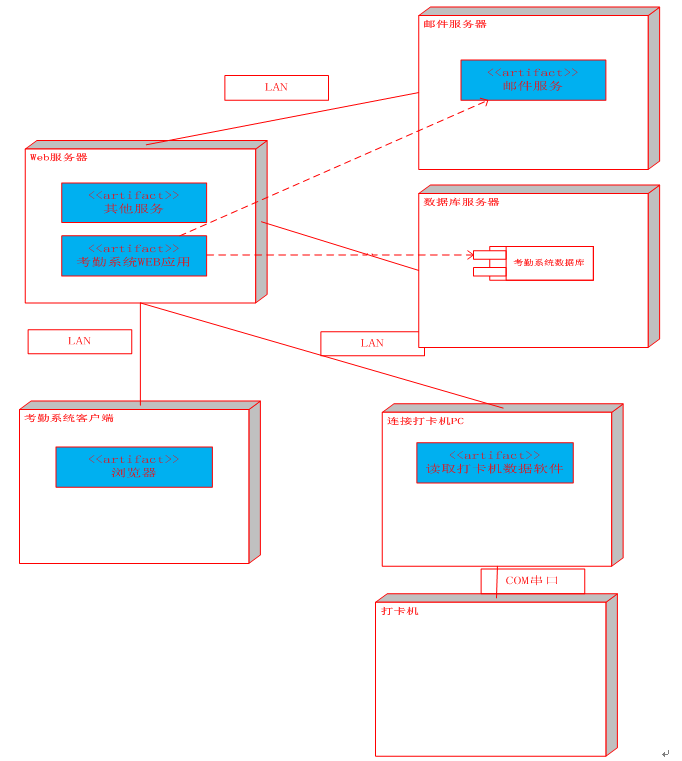 邮件服务器
<<artifact>>
邮件服务
LAN
Web服务器
<<artifact>>
其他服务
<<artifact>>
考勤系统WEB应用
数据库服务器
考勤系统数据库
LAN
LAN
考勤系统客户端
<<artifact>>
浏览器
连接打卡机PC
<<artifact>>
读取打卡机数据软件
COM串口
打卡机